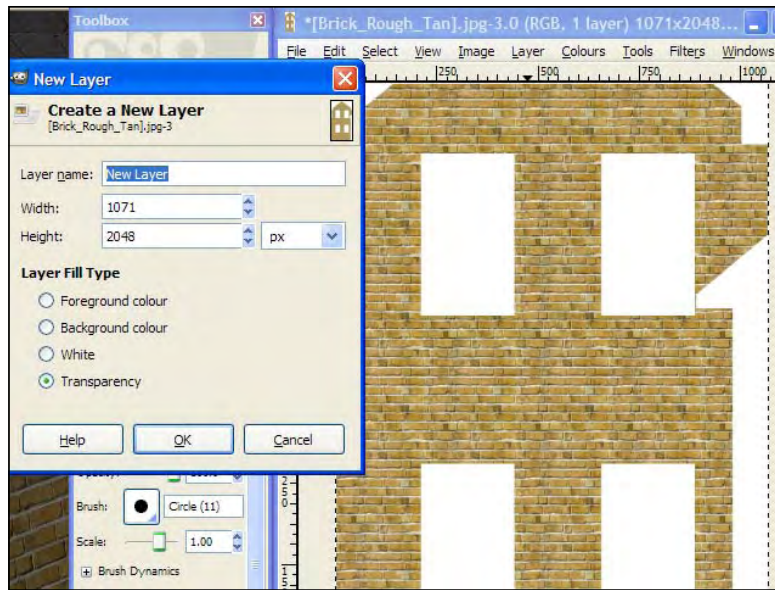 Toolbox
*[Brick_Rough_Tan].jpg-3.0 (RGB, 1 layer) 1071x2048...
File Edit Select View Image Layer Colours Tools Filters Windows
250 500 750 1000
New Layer
Create a New Layer
[Brick_Rough_Tan].jpg-3
Layer name: New Layer
Width: 1071
Height: 2048 px
Layer Fill Type
Foreground colour
Background colour
White
Transparency
Help OK Cancel
Brush: Circle (11)
Scale: 1.00
Brush Dynamics